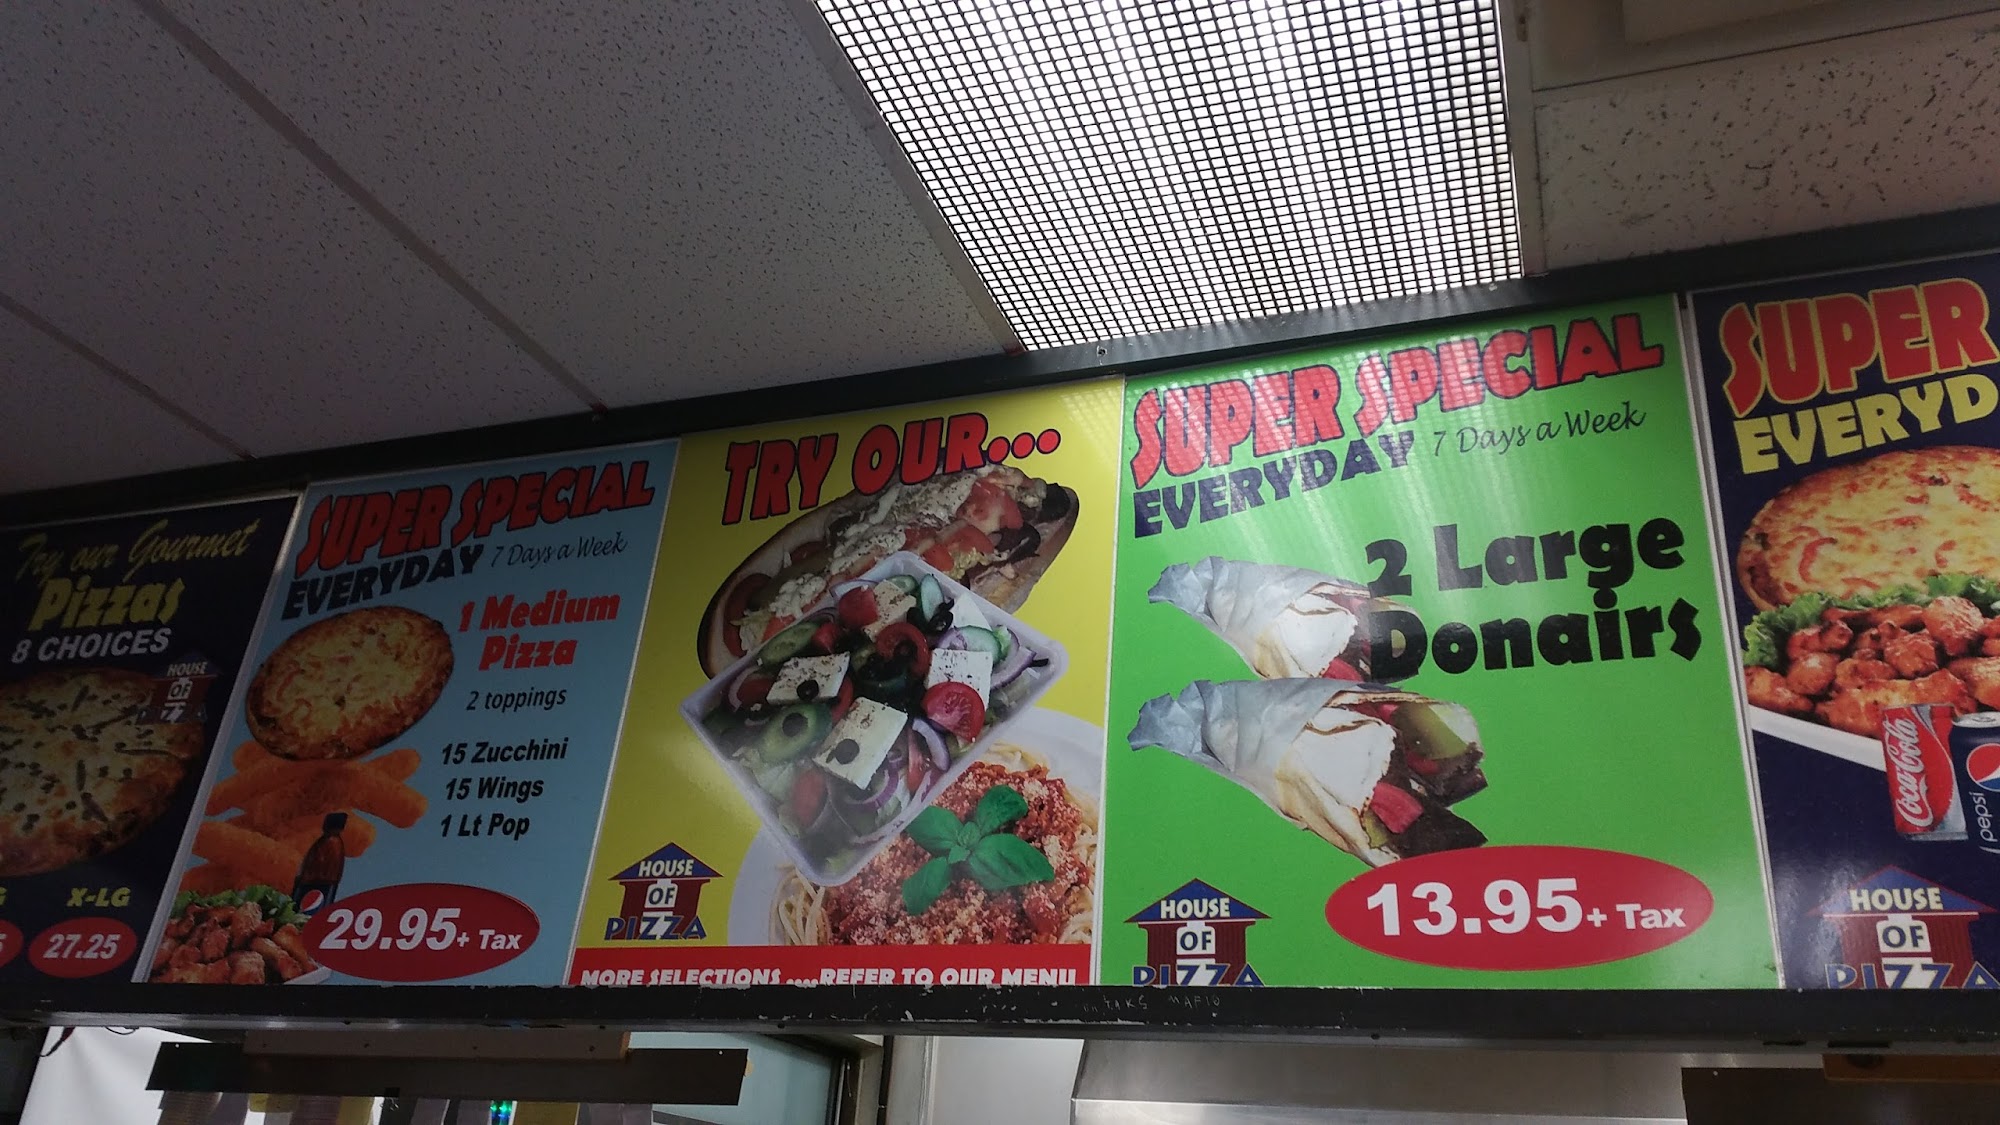 Try our Gourmet
Pizzas
8 CHOICES
HOUSE
OF
X-LG
27.25
SUPER SPECIAL
EVERYDAY 7 Days a Week
1 Medium
Pizza
2 toppings
15 Zucchini
15 Wings
1 Lt Pop
29.95+ Tax
TRY OUR...
HOUSE
OF
PIZZA
MORE SELECTIONS ....REFER TO OUR MENU
SUPER SPECIAL
EVERYDAY 7 Days a Week
2 Large
Donairs
HOUSE
OF
PIZZA
13.95+ Tax
SUPER
EVERYD
Coca-Cola
pepsi
HOUSE
OF
PIZZA